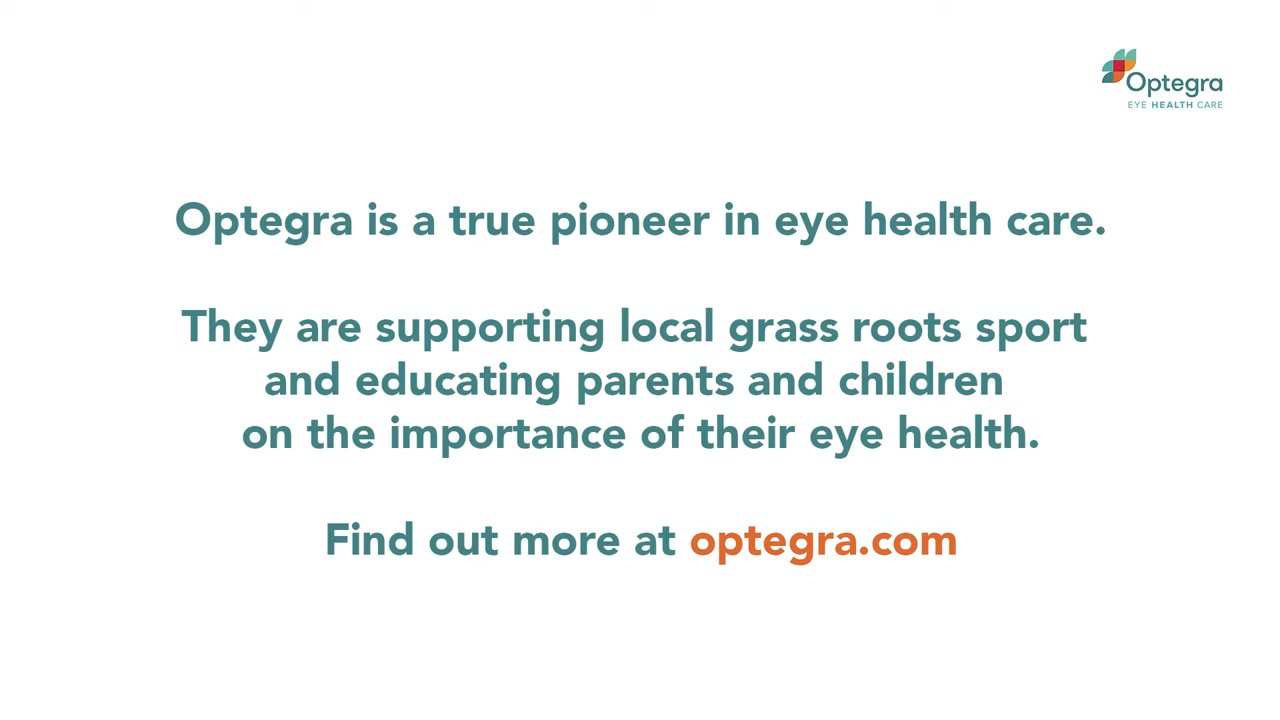 Optegra
EYE HEALTH CARE
Optegra is a true pioneer in eye health care.
They are supporting local grass roots sport
and educating parents and children
on the importance of their eye health.
Find out more at optegra.com